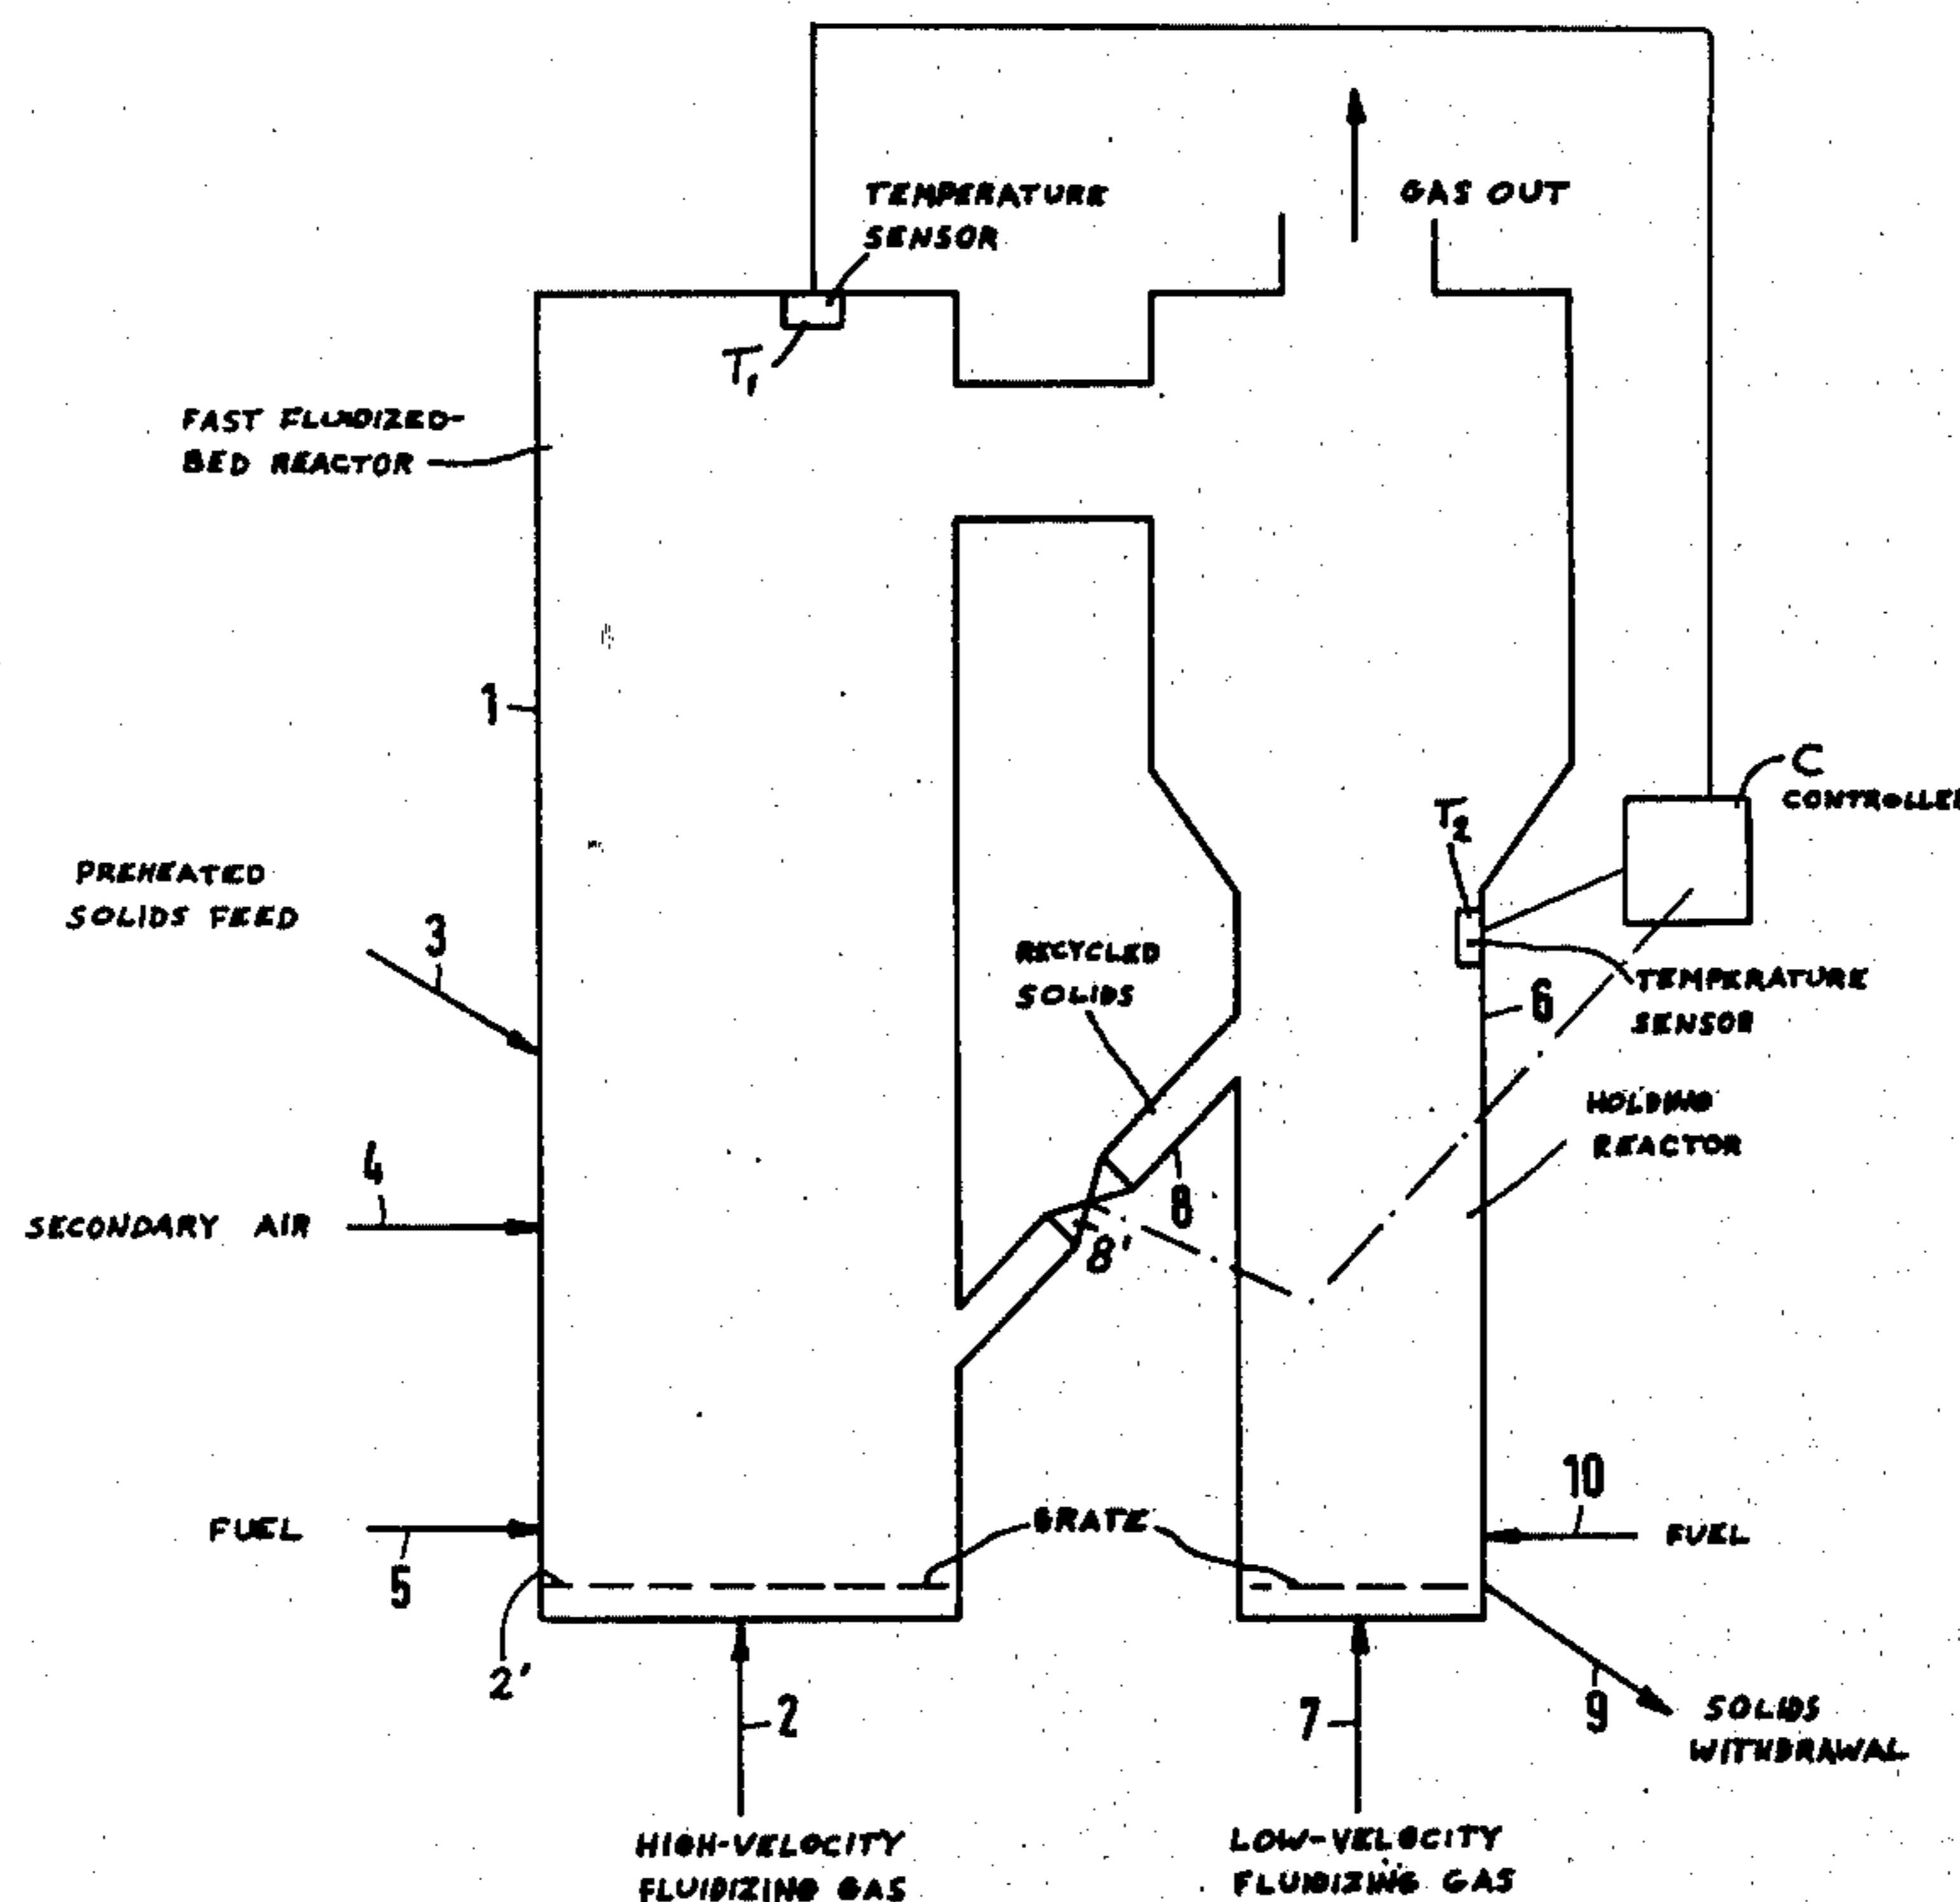 GAS OUT
TEMPERATURE
SENSOR
T1
FAST FLUIDIZED-
BED REACTOR
1
C
CONTROLLER
T2
PREHEATED
SOLIDS FEED
3
RECYCLED
SOLIDS
6
TEMPERATURE
SENSOR
HOLDING
REACTOR
4
SECONDARY AIR
8
8'
10
FUEL
5
GRATE
FUEL
2'
2
7
9
SOLIDS
WITHDRAWAL
HIGH-VELOCITY
FLUIDIZING GAS
LOW-VELOCITY
FLUIDIZING GAS